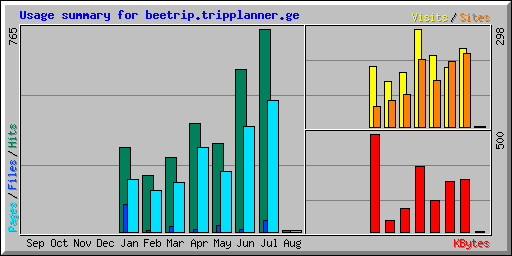 Usage summary for beetrip.tripplanner.ge
Visits / Sites
765
298
500
Pages / Files / Hits
Sep Oct Nov Dec Jan Feb Mar Apr May Jun Jul Aug
KBytes